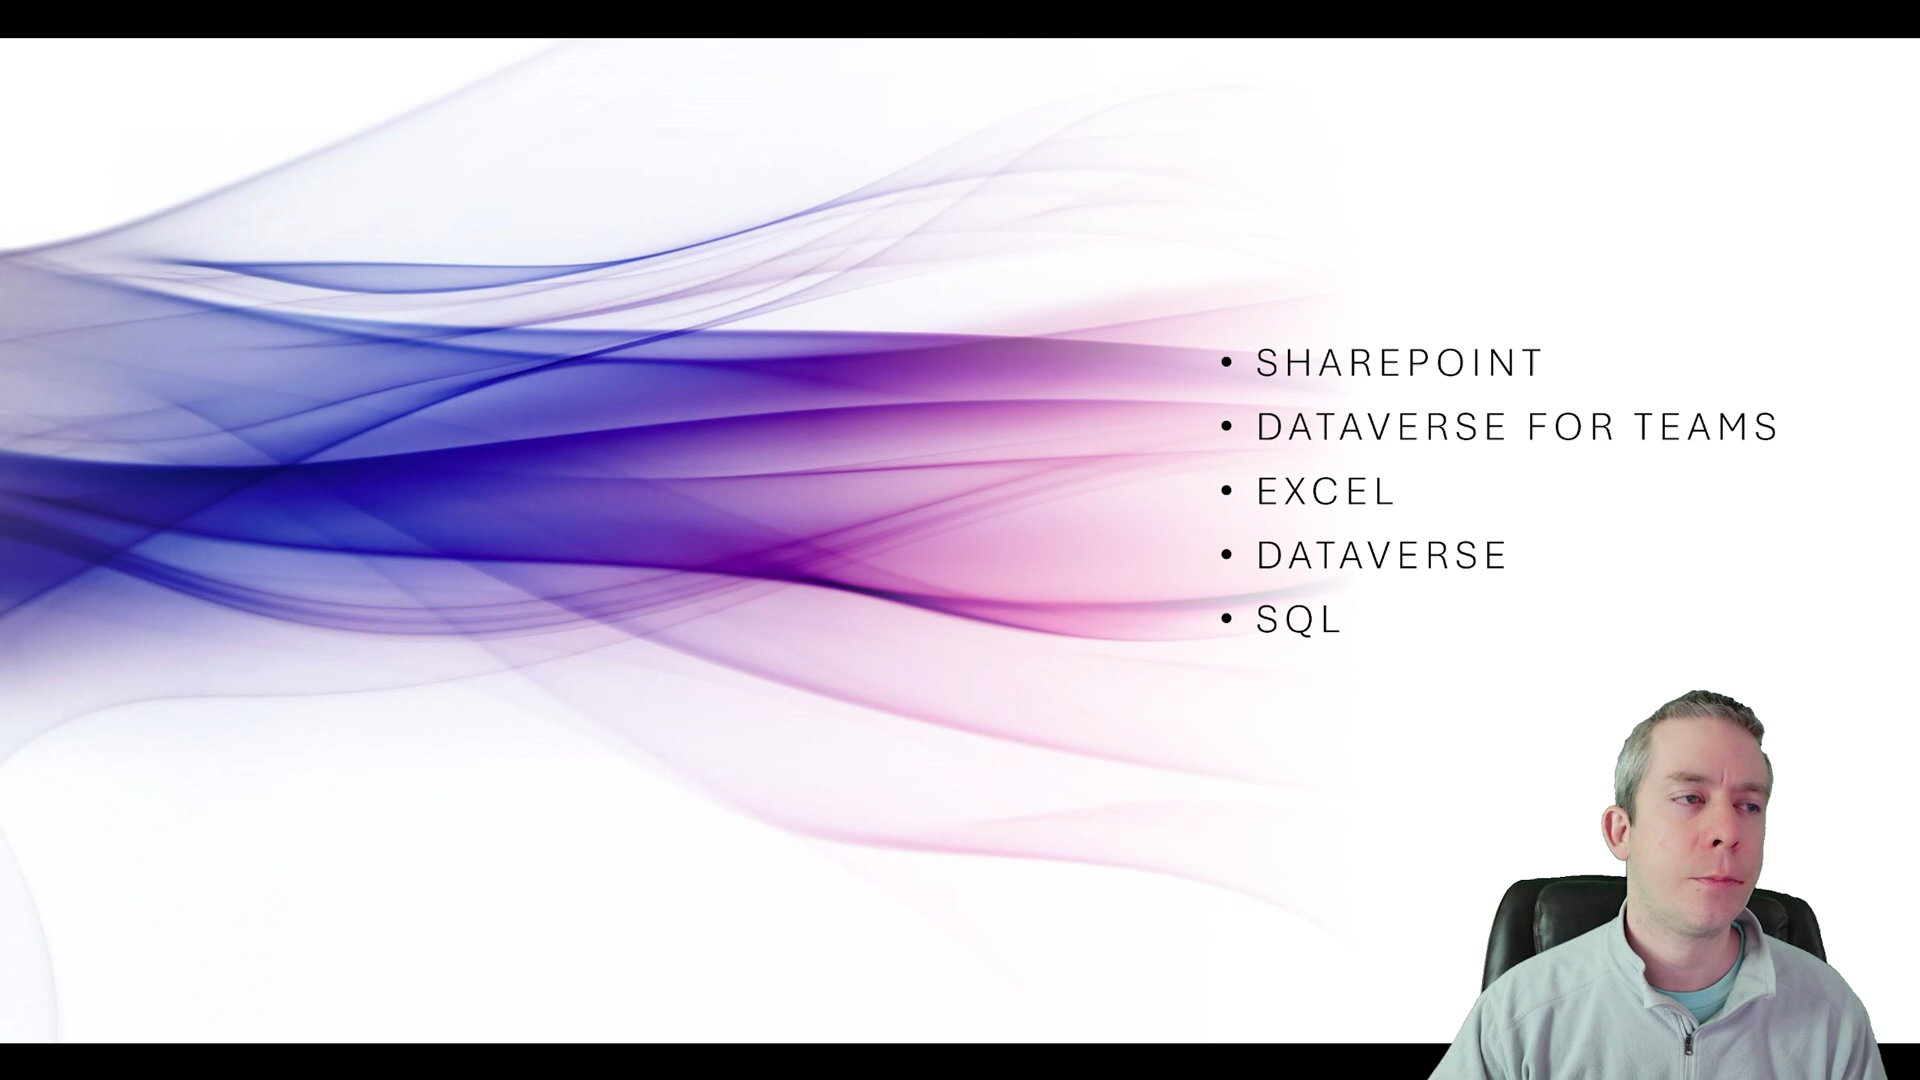 • SHAREPOINT
• DATAVERSE FOR TEAMS
• EXCEL
• DATAVERSE
• SQL